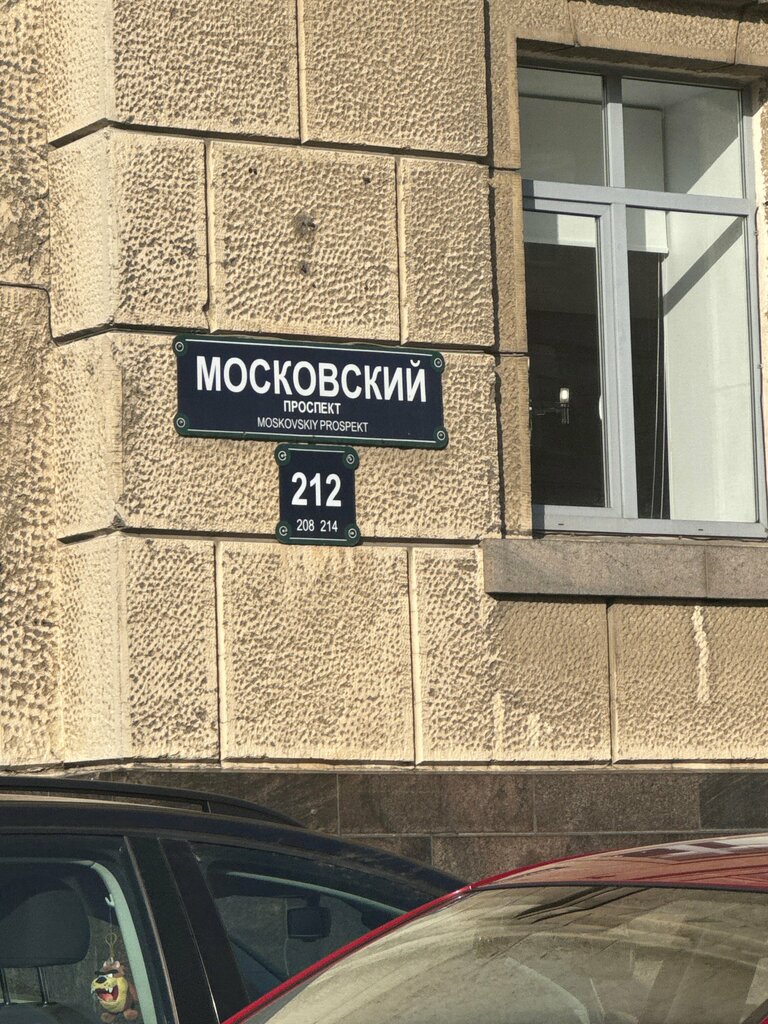 МОСКОВСКИЙ
ПРОСПЕКТ
MOSKOVSKIY PROSPEKT
212
208 214